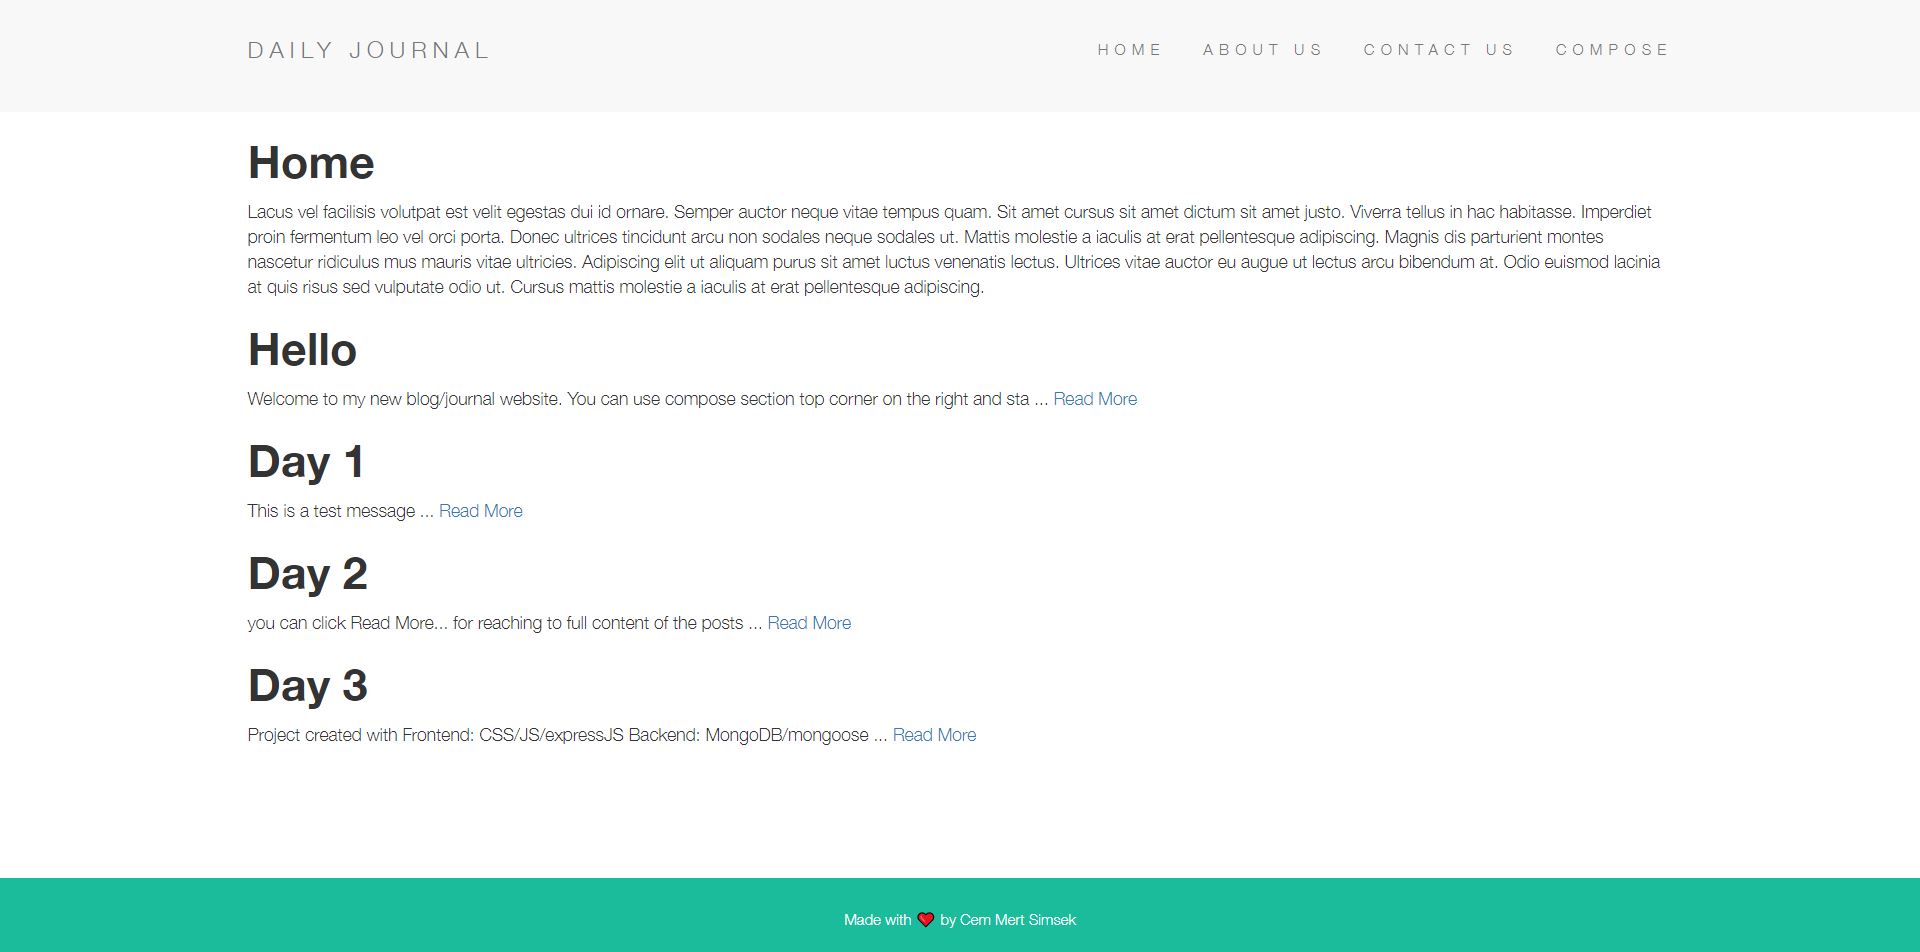 DAILY JOURNAL
HOME ABOUT US CONTACT US COMPOSE
Home
Lacus vel facilisis volutpat est velit egestas dui id ornare. Semper auctor neque vitae tempus quam. Sit amet cursus sit amet dictum sit amet justo. Viverra tellus in hac habitasse. Imperdiet
proin fermentum leo vel orci porta. Donec ultrices tincidunt arcu non sodales neque sodales ut. Mattis molestie a iaculis at erat pellentesque adipiscing. Magnis dis parturient montes
nascetur ridiculus mus mauris vitae ultricies. Adipiscing elit ut aliquam purus sit amet luctus venenatis lectus. Ultrices vitae auctor eu augue ut lectus arcu bibendum at. Odio euismod lacinia
at quis risus sed vulputate odio ut. Cursus mattis molestie a iaculis at erat pellentesque adipiscing.
Hello
Welcome to my new blog/journal website. You can use compose section top corner on the right and sta ... Read More
Day 1
This is a test message ... Read More
Day 2
you can click Read More... for reaching to full content of the posts ... Read More
Day 3
Project created with Frontend: CSS/JS/expressJS Backend: MongoDB/mongoose ... Read More
Made with ❤ by Cem Mert Simsek